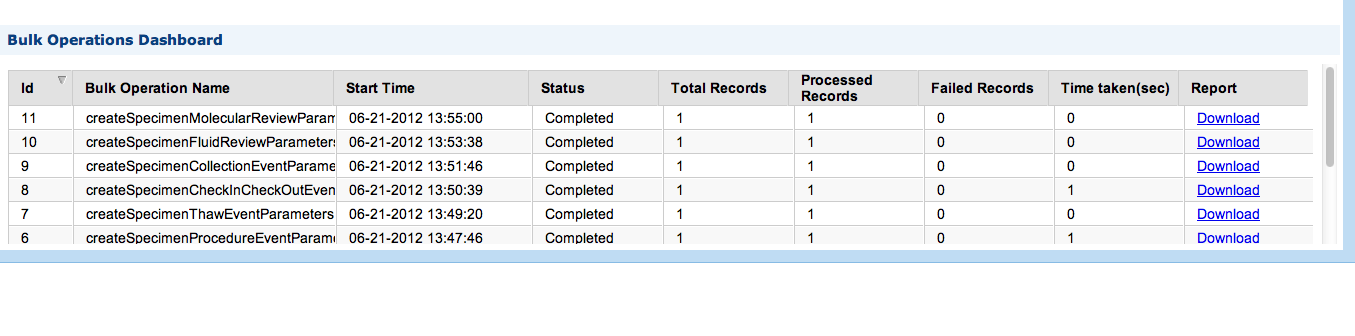 Bulk Operations Dashboard
Id Bulk Operation Name Start Time Status Total Records Processed Records Failed Records Time taken(sec) Report
11 createSpecimenMolecularReviewParam 06-21-2012 13:55:00 Completed 1 1 0 0 Download
10 createSpecimenFluidReviewParameters 06-21-2012 13:53:38 Completed 1 1 0 0 Download
9 createSpecimenCollectionEventParame 06-21-2012 13:51:46 Completed 1 1 0 0 Download
8 createSpecimenCheckInCheckOutEven 06-21-2012 13:50:39 Completed 1 1 0 1 Download
7 createSpecimenThawEventParameters 06-21-2012 13:49:20 Completed 1 1 0 0 Download
6 createSpecimenProcedureEventParame 06-21-2012 13:47:46 Completed 1 1 0 1 Download